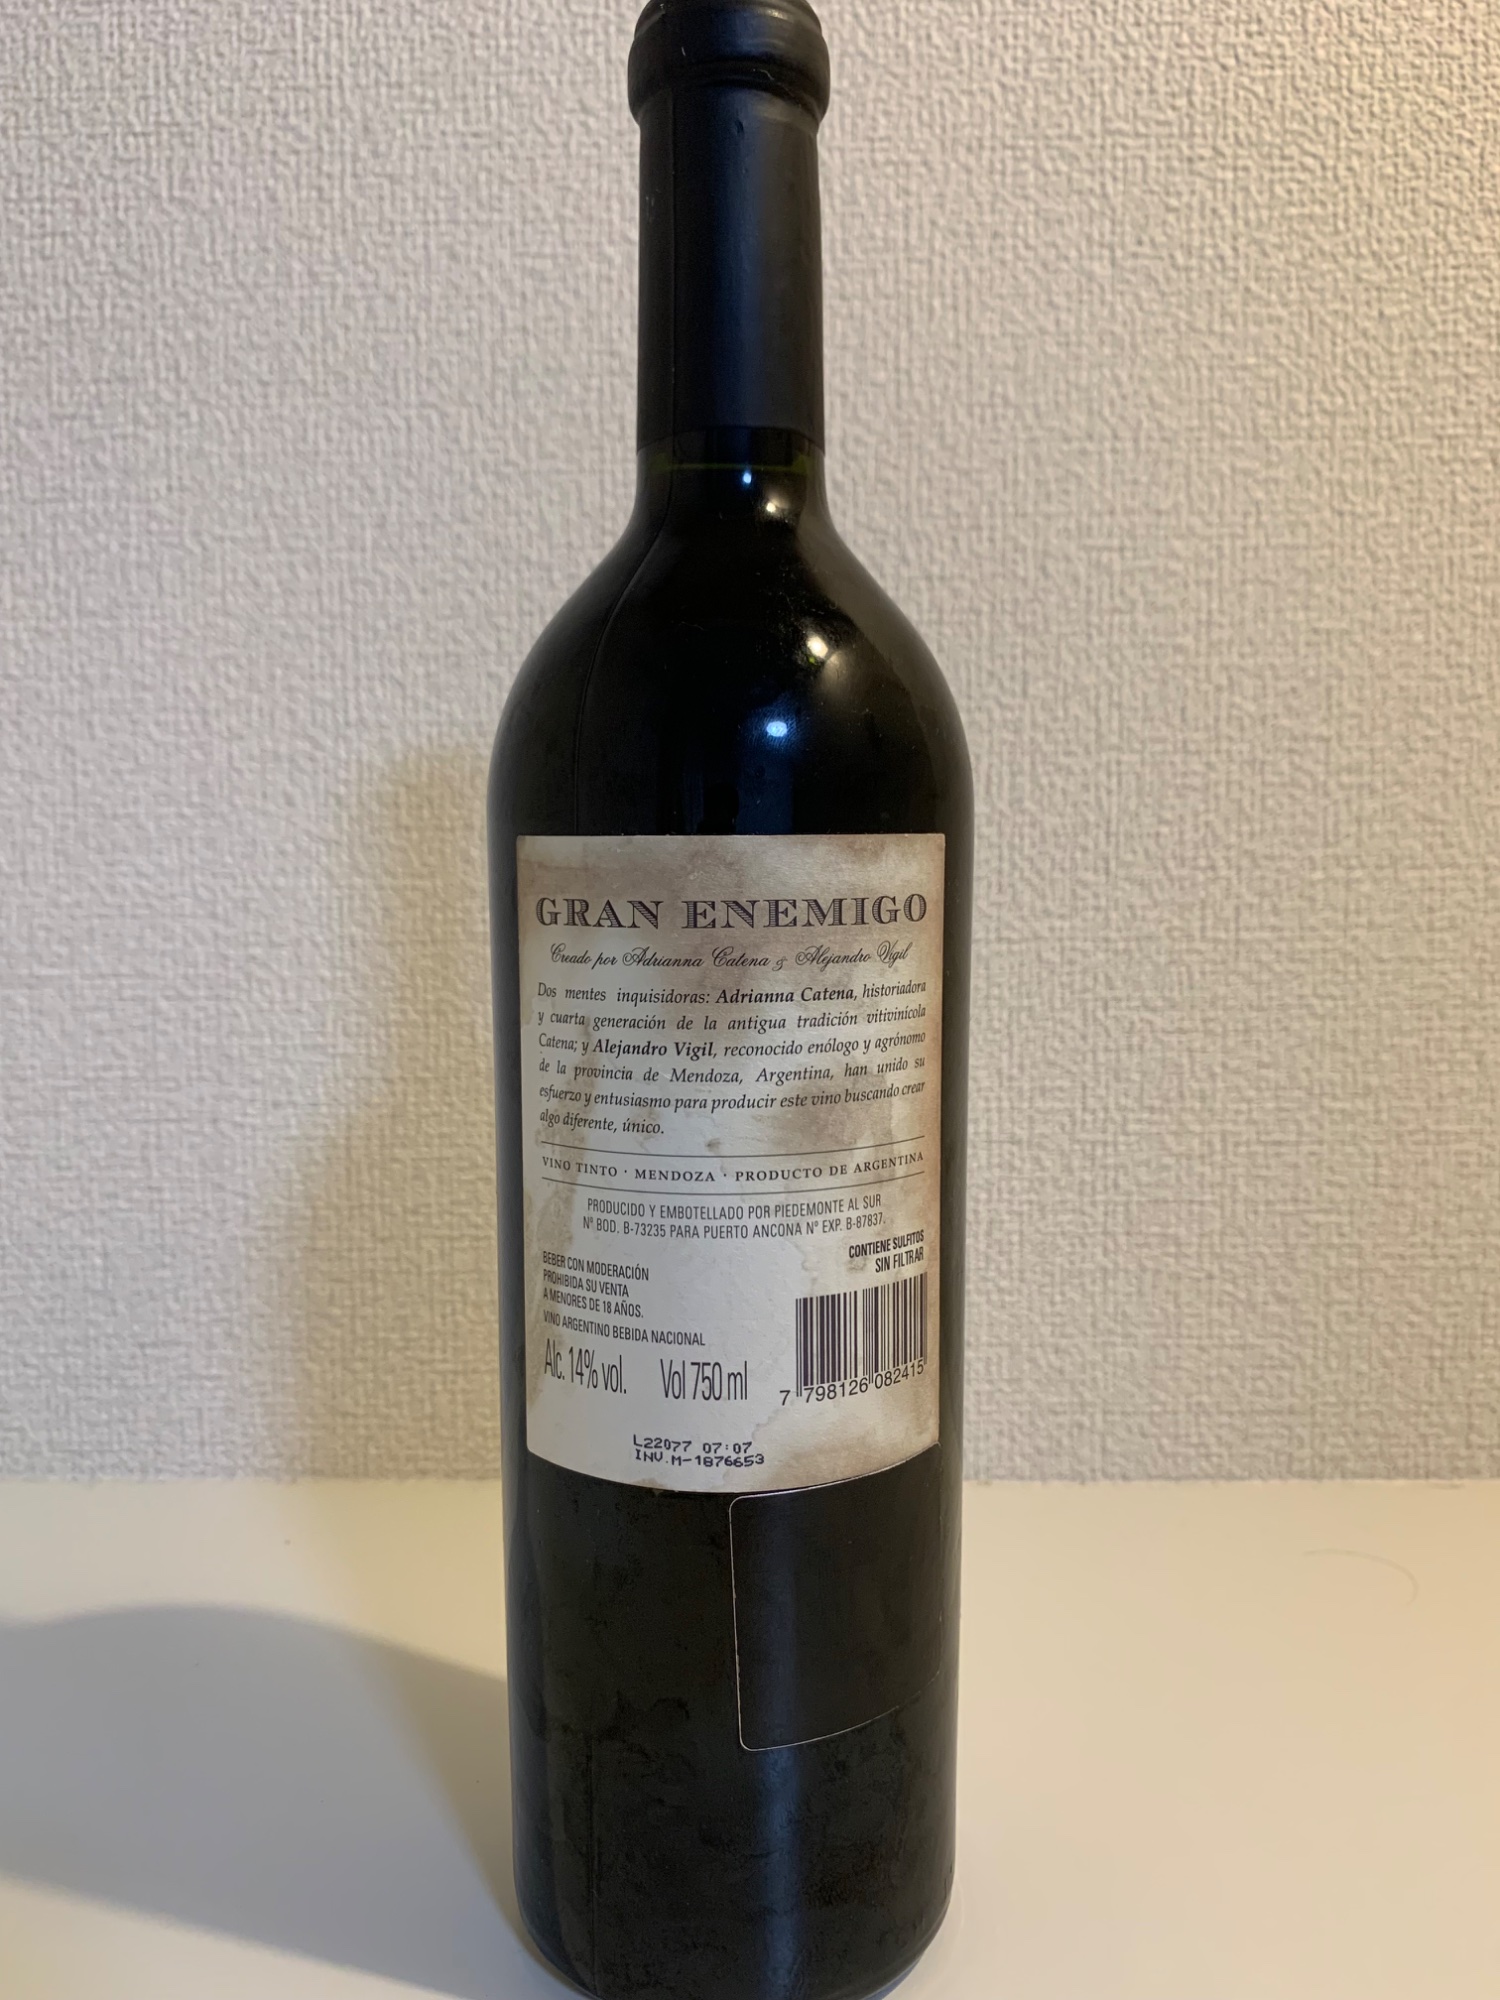 GRAN ENEMIGO
Creado por Adrianna Catena & Alejandro Vigil
Dos mentes inquisidoras: Adrianna Catena, historiadora
y cuarta generación de la antigua tradición vitivinícola
Catena; y Alejandro Vigil, reconocido enólogo y agrónomo
de la provincia de Mendoza, Argentina, han unido su
esfuerzo y entusiasmo para producir este vino buscando crear
algo diferente, único.
VINO TINTO · MENDOZA · PRODUCTO DE ARGENTINA
PRODUCIDO Y EMBOTELLADO POR PIEDEMONTE AL SUR
Nº BOD. B-73235 PARA PUERTO ANCONA Nº EXP. B-87837.
CONTIENE SULFITOS
SIN FILTRAR
BEBER CON MODERACIÓN
PROHIBIDA SU VENTA
A MENORES DE 18 AÑOS.
VINO ARGENTINO BEBIDA NACIONAL
Alc. 14% vol. Vol 750 ml
7 798126 082415
L22077 07:07
INV.M-1876653